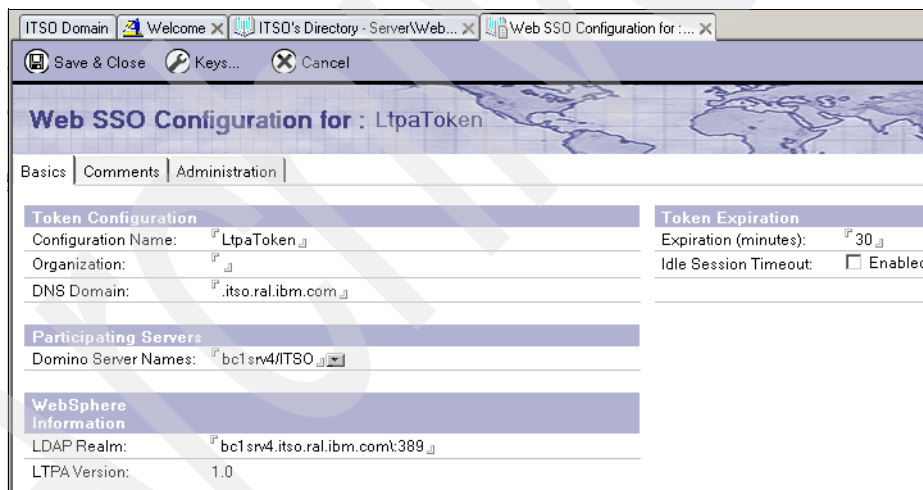 ITSO Domain Welcome ITSO's Directory - Server\Web... Web SSO Configuration for :...
Save & Close Keys... Cancel
Web SSO Configuration for : LtpaToken
Basics Comments Administration
Token Configuration
Configuration Name: LtpaToken
Organization:
DNS Domain: .itso.ral.ibm.com
Participating Servers
Domino Server Names: bc1srv4/ITSO
WebSphere
Information
LDAP Realm: bc1srv4.itso.ral.ibm.com\:389
LTPA Version: 1.0
Token Expiration
Expiration (minutes): 30
Idle Session Timeout: Enabled